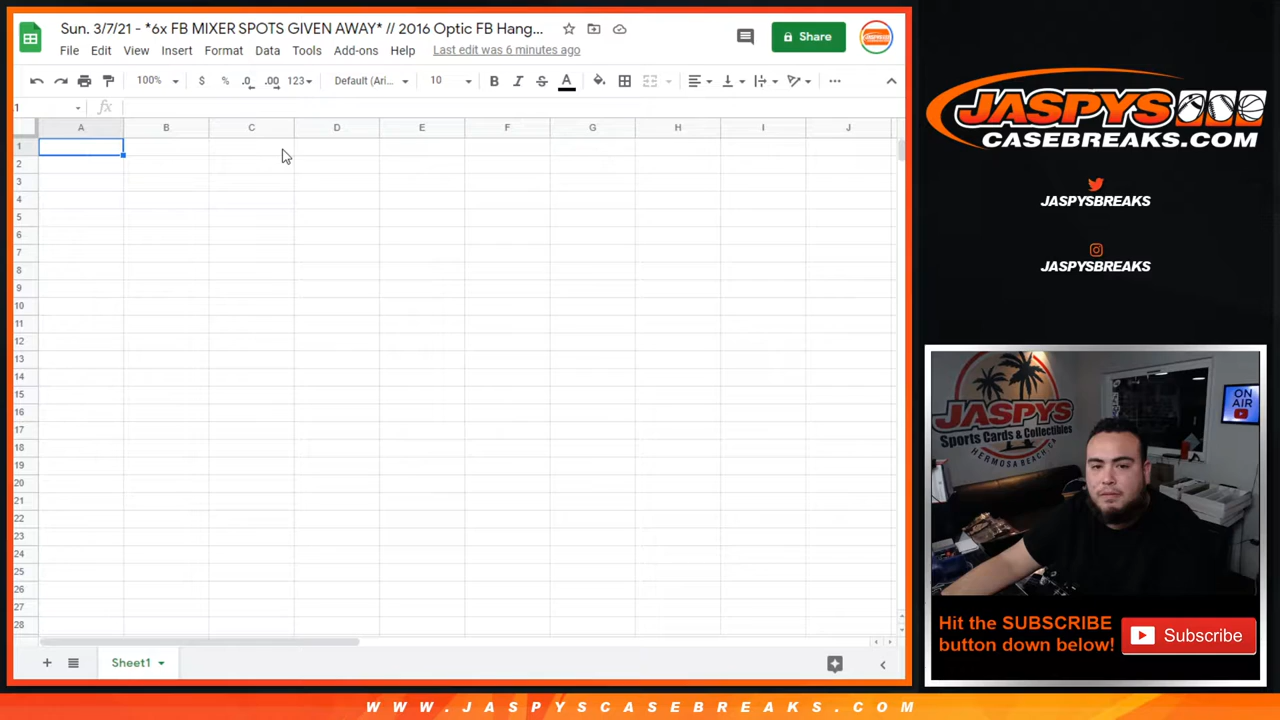 Sun. 3/7/21 - *6x FB MIXER SPOTS GIVEN AWAY* // 2016 Optic FB Hang...
File Edit View Insert Format Data Tools Add-ons Help Last edit was 6 minutes ago
Share
100% $ % .0 .00 123 Default (Ari... 10 B I S A
1 fx
A B C D E F G H I J
1
2
3
4
5
6
7
8
9
10
11
12
13
14
15
16
17
18
19
20
21
22
23
24
25
26
27
28
Sheet1
JASPYS
CASEBREAKS.COM
JASPYSBREAKS
JASPYSBREAKS
JASPYS
Sports Cards & Collectibles
HERMOSA BEACH, CA
ON
AIR
Hit the SUBSCRIBE
button down below!
Subscribe
WWW.JASPYSCASEBREAKS.COM